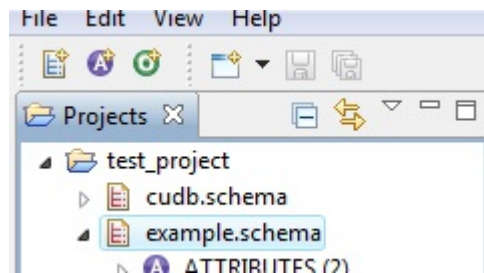 File Edit View Help
Projects
test_project
cudb.schema
example.schema
ATTRIBUTES (2)